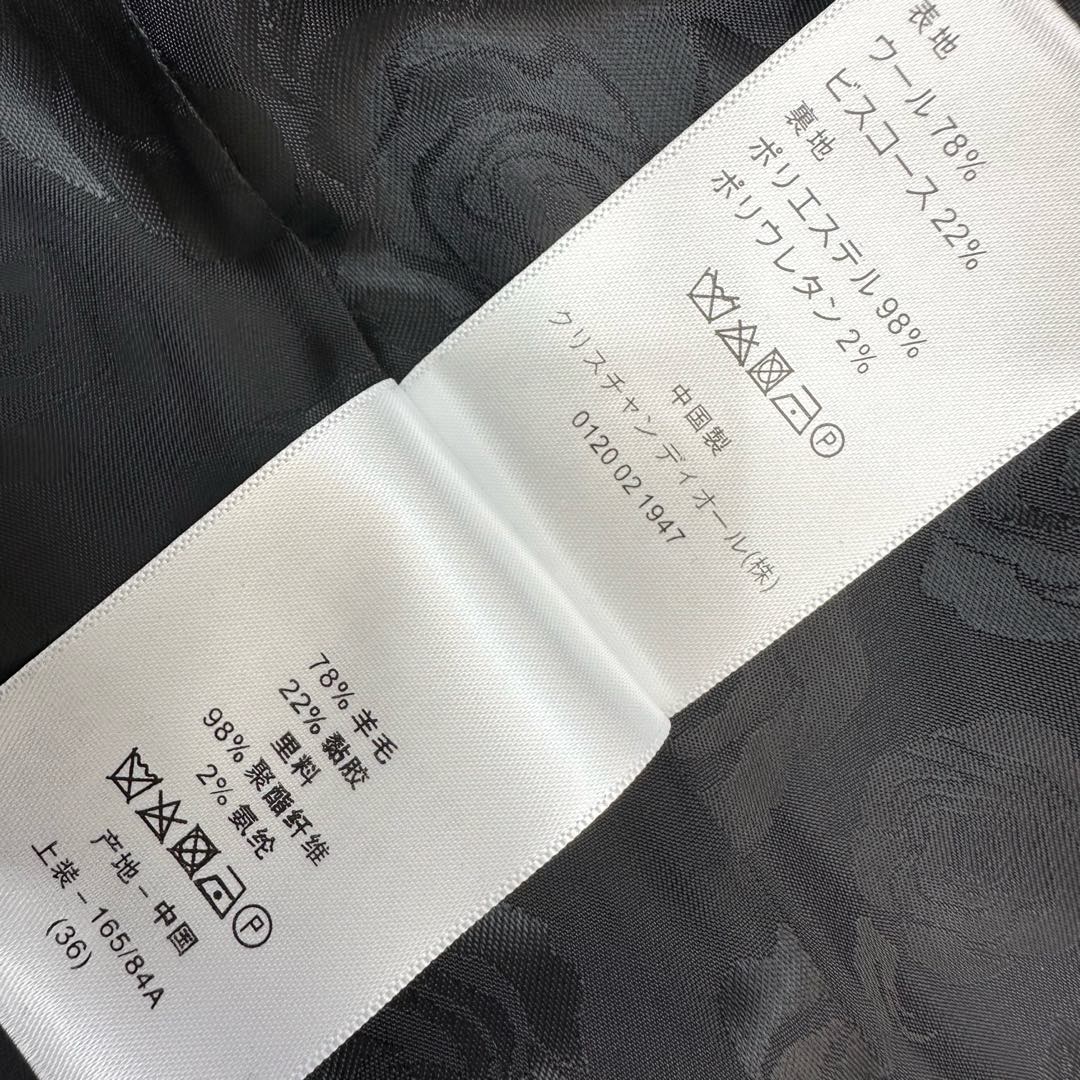 表地
ウール 78%
ビスコース 22%
裏地
ポリエステル 98%
ポリウレタン 2%
P
中国製
クリスチャン ディオール(株)
0120 02 1947
78% 羊毛
22% 黏胶
里料
98% 聚酯纤维
2% 氨纶
P
产地 - 中国
上装 - 165/84A
(36)